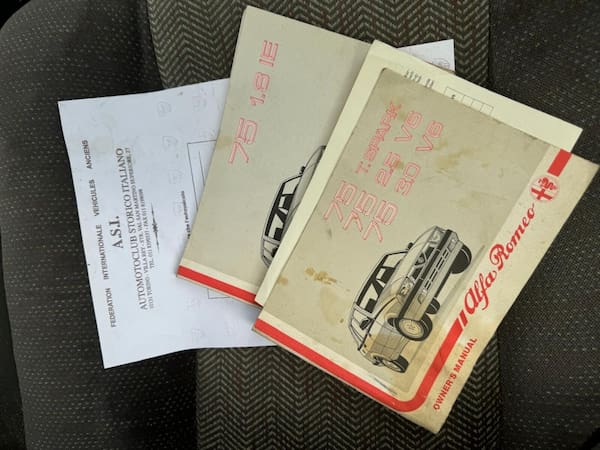 FEDERATION INTERNATIONALE VEHICULES ANCIENS
A.S.I.
AUTOMOTOCLUB STORICO ITALIANO
75 1.8 IE
75 T.SPARK
75 2.5 V6
75 3.0 V6
Alfa Romeo
OWNER'S MANUAL